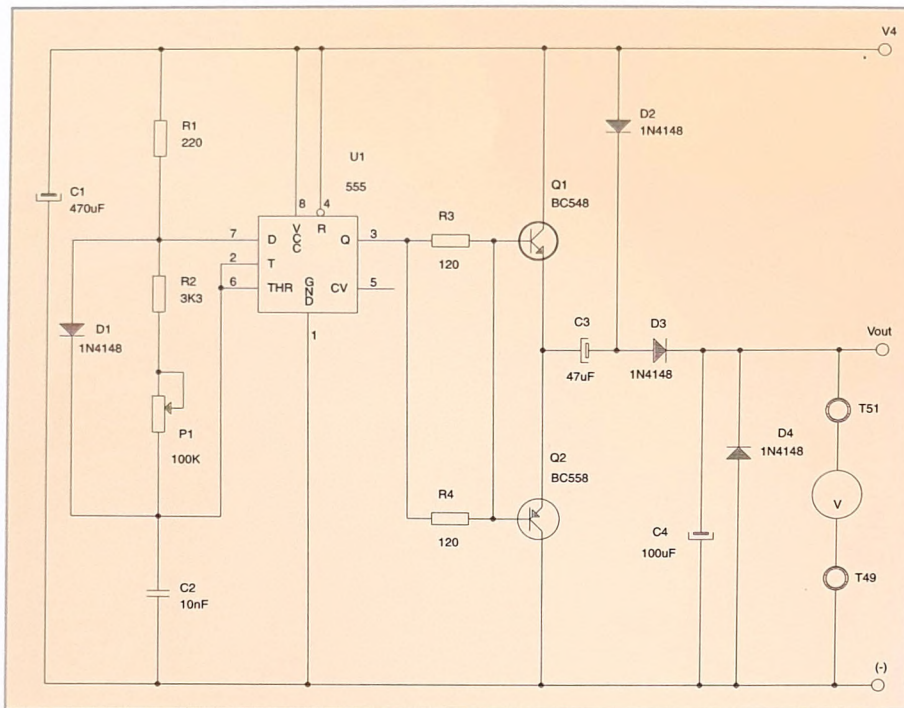 V4
R1
220
D2
1N4148
U1
555
C1
470uF
Q1
BC548
8
4
VCC
R
R3
120
7
D
Q
3
2
T
6
THR
GND
CV
5
1
R2
3K3
D1
1N4148
C3
47uF
D3
1N4148
Vout
P1
100K
T51
D4
1N4148
Q2
BC558
R4
120
V
C4
100uF
T49
C2
10nF
(-)